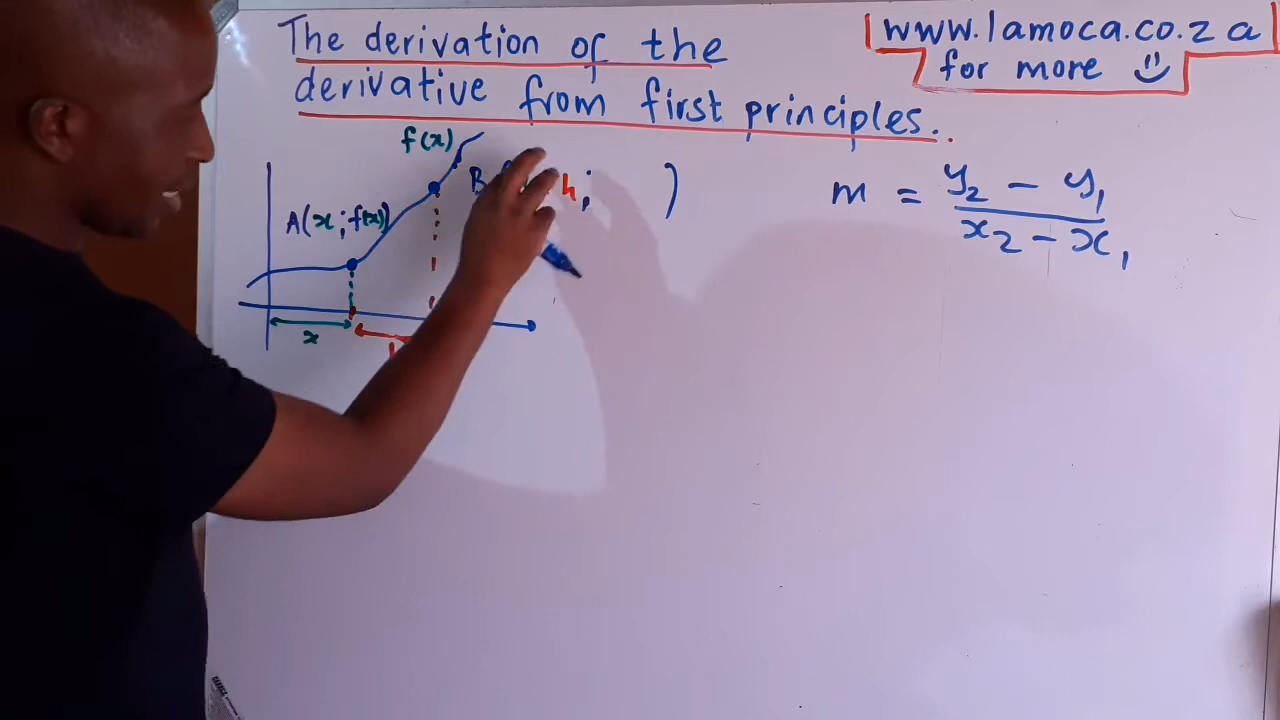 The derivation of the
derivative from first principles.
www.lamoca.co.za
for more
f(x)
A(x; f(x))
B h; )
m = y₂ - y₁
x₂ - x₁
x